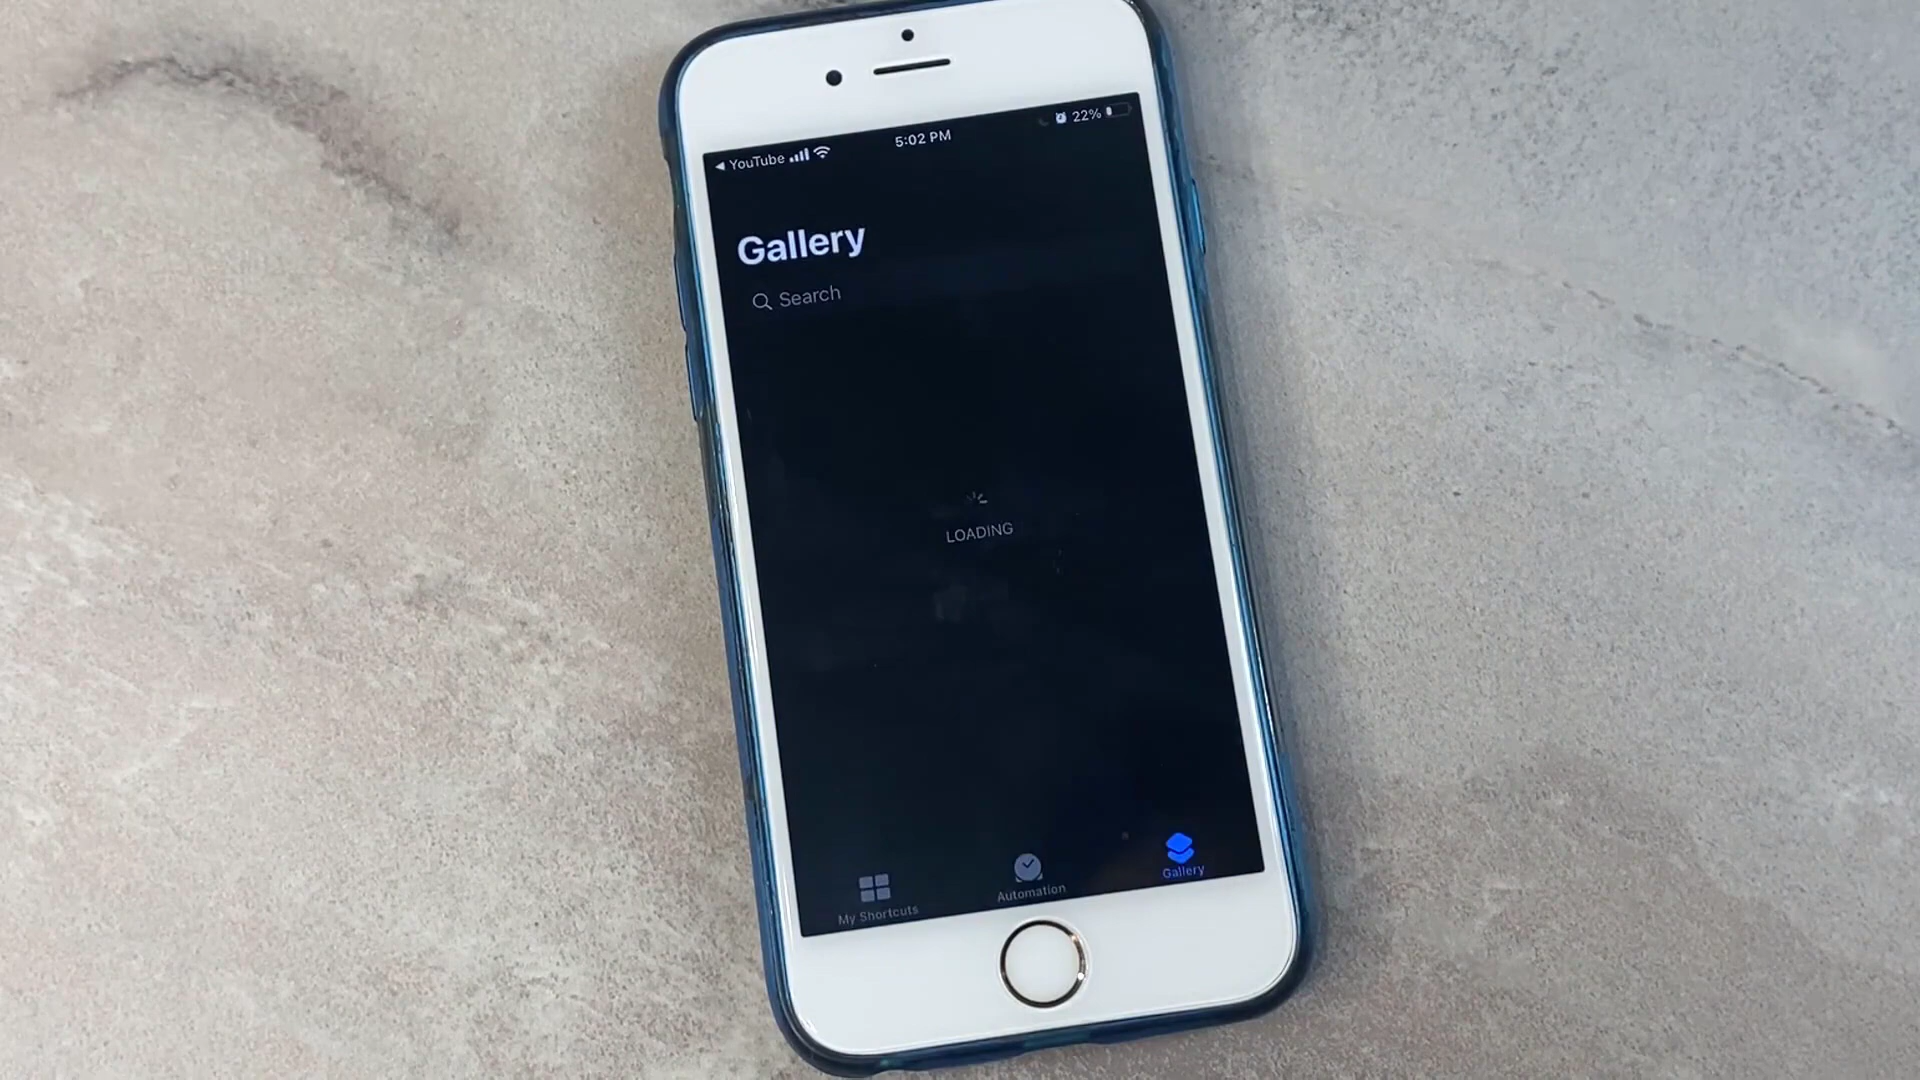 YouTube
5:02 PM
22%
Gallery
Search
LOADING
My Shortcuts
Automation
Gallery